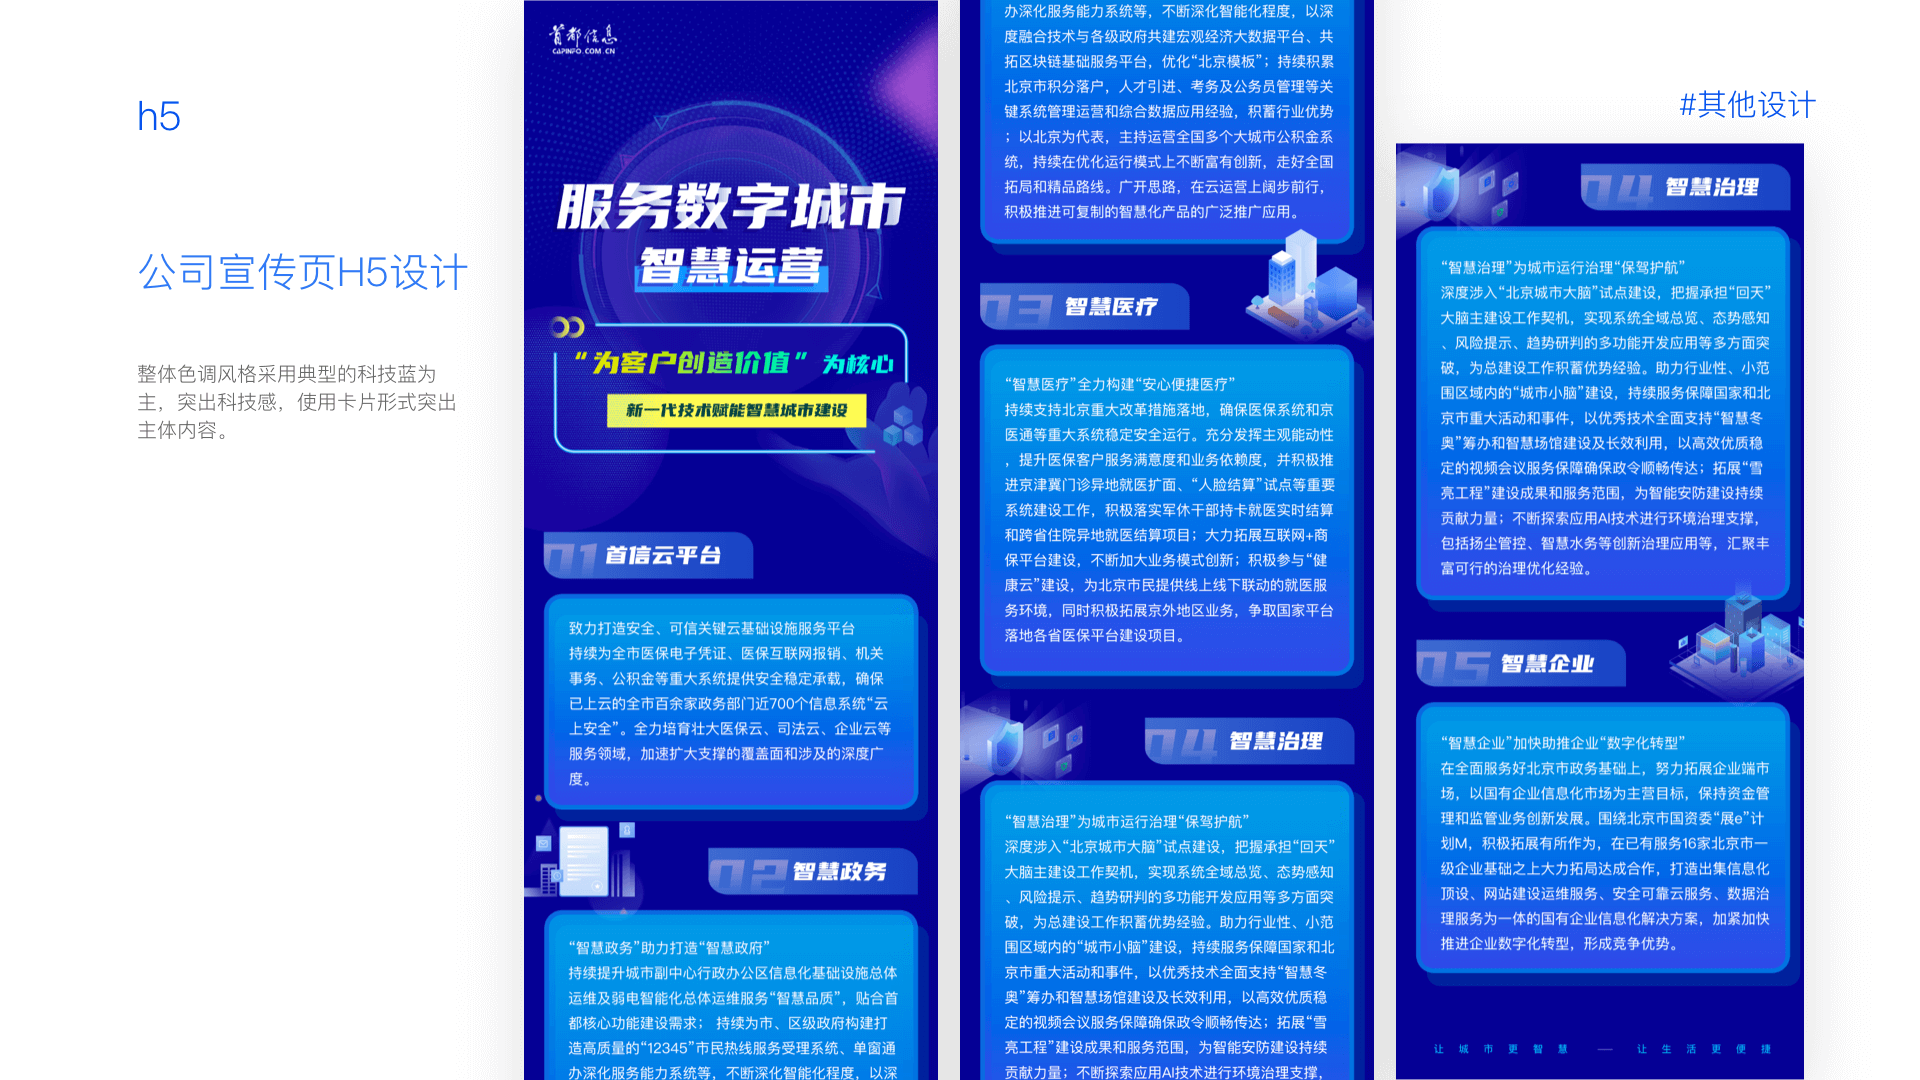 h5
公司宣传页H5设计
整体色调风格采用典型的科技蓝为
主，突出科技感，使用卡片形式突出
主体内容。
首都信息
CAPINFO.COM.CN
服务数字城市
智慧运营
“为客户创造价值”为核心
新一代技术赋能智慧城市建设
01 首信云平台
致力打造安全、可信关键云基础设施服务平台
持续为全市医保电子凭证、医保互联网报销、机关
事务、公积金等重大系统提供安全稳定承载，确保
已上云的全市百余家政务部门近700个信息系统“云
上安全”。全力培育壮大医保云、司法云、企业云等
服务领域，加速扩大支撑的覆盖面和涉及的深度广
度。
02 智慧政务
“智慧政务”助力打造“智慧政府”
持续提升城市副中心行政办公区信息化基础设施总体
运维及弱电智能化总体运维服务“智慧品质”，贴合首
都核心功能建设需求； 持续为市、区级政府构建打
造高质量的“12345”市民热线服务受理系统、单窗通
办深化服务能力系统等，不断深化智能化程度，以深
办深化服务能力系统等，不断深化智能化程度，以深
度融合技术与各级政府共建宏观经济大数据平台、共
拓区块链基础服务平台，优化“北京模板”；持续积累
北京市积分落户，人才引进、考务及公务员管理等关
键系统管理运营和综合数据应用经验，积蓄行业优势
；以北京为代表，主持运营全国多个大城市公积金系
统，持续在优化运行模式上不断富有创新，走好全国
拓局和精品路线。广开思路，在云运营上阔步前行，
积极推进可复制的智慧化产品的广泛推广应用。
03 智慧医疗
“智慧医疗”全力构建“安心便捷医疗”
持续支持北京重大改革措施落地，确保医保系统和京
医通等重大系统稳定安全运行。充分发挥主观能动性
，提升医保客户服务满意度和业务依赖度，并积极推
进京津冀门诊异地就医扩面、“人脸结算”试点等重要
系统建设工作，积极落实军休干部持卡就医实时结算
和跨省住院异地就医结算项目；大力拓展互联网+商
保平台建设，不断加大业务模式创新；积极参与“健
康云”建设，为北京市民提供线上线下联动的就医服
务环境，同时积极拓展京外地区业务，争取国家平台
落地各省医保平台建设项目。
04 智慧治理
“智慧治理”为城市运行治理“保驾护航”
深度涉入“北京城市大脑”试点建设，把握承担“回天”
大脑主建设工作契机，实现系统全域总览、态势感知
、风险提示、趋势研判的多功能开发应用等多方面突
破，为总建设工作积蓄优势经验。助力行业性、小范
围区域内的“城市小脑”建设，持续服务保障国家和北
京市重大活动和事件，以优秀技术全面支持“智慧冬
奥”筹办和智慧场馆建设及长效利用，以高效优质稳
定的视频会议服务保障确保政令顺畅传达；拓展“雪
亮工程”建设成果和服务范围，为智能安防建设持续
贡献力量；不断探索应用AI技术进行环境治理支撑，
#其他设计
04 智慧治理
“智慧治理”为城市运行治理“保驾护航”
深度涉入“北京城市大脑”试点建设，把握承担“回天”
大脑主建设工作契机，实现系统全域总览、态势感知
、风险提示、趋势研判的多功能开发应用等多方面突
破，为总建设工作积蓄优势经验。助力行业性、小范
围区域内的“城市小脑”建设，持续服务保障国家和北
京市重大活动和事件，以优秀技术全面支持“智慧冬
奥”筹办和智慧场馆建设及长效利用，以高效优质稳
定的视频会议服务保障确保政令顺畅传达；拓展“雪
亮工程”建设成果和服务范围，为智能安防建设持续
贡献力量；不断探索应用AI技术进行环境治理支撑，
包括扬尘管控、智慧水务等创新治理应用等，汇聚丰
富可行的治理优化经验。
05 智慧企业
“智慧企业”加快助推企业“数字化转型”
在全面服务好北京市政务基础上，努力拓展企业端市
场，以国有企业信息化市场为主营目标，保持资金管
理和监管业务创新发展。围绕北京市国资委“展e”计
划M，积极拓展有所作为，在已有服务16家北京市一
级企业基础之上大力拓局达成合作，打造出集信息化
顶设、网站建设运维服务、安全可靠云服务、数据治
理服务为一体的国有企业信息化解决方案，加紧加快
推进企业数字化转型，形成竞争优势。
让城市更智慧 —— 让生活更便捷